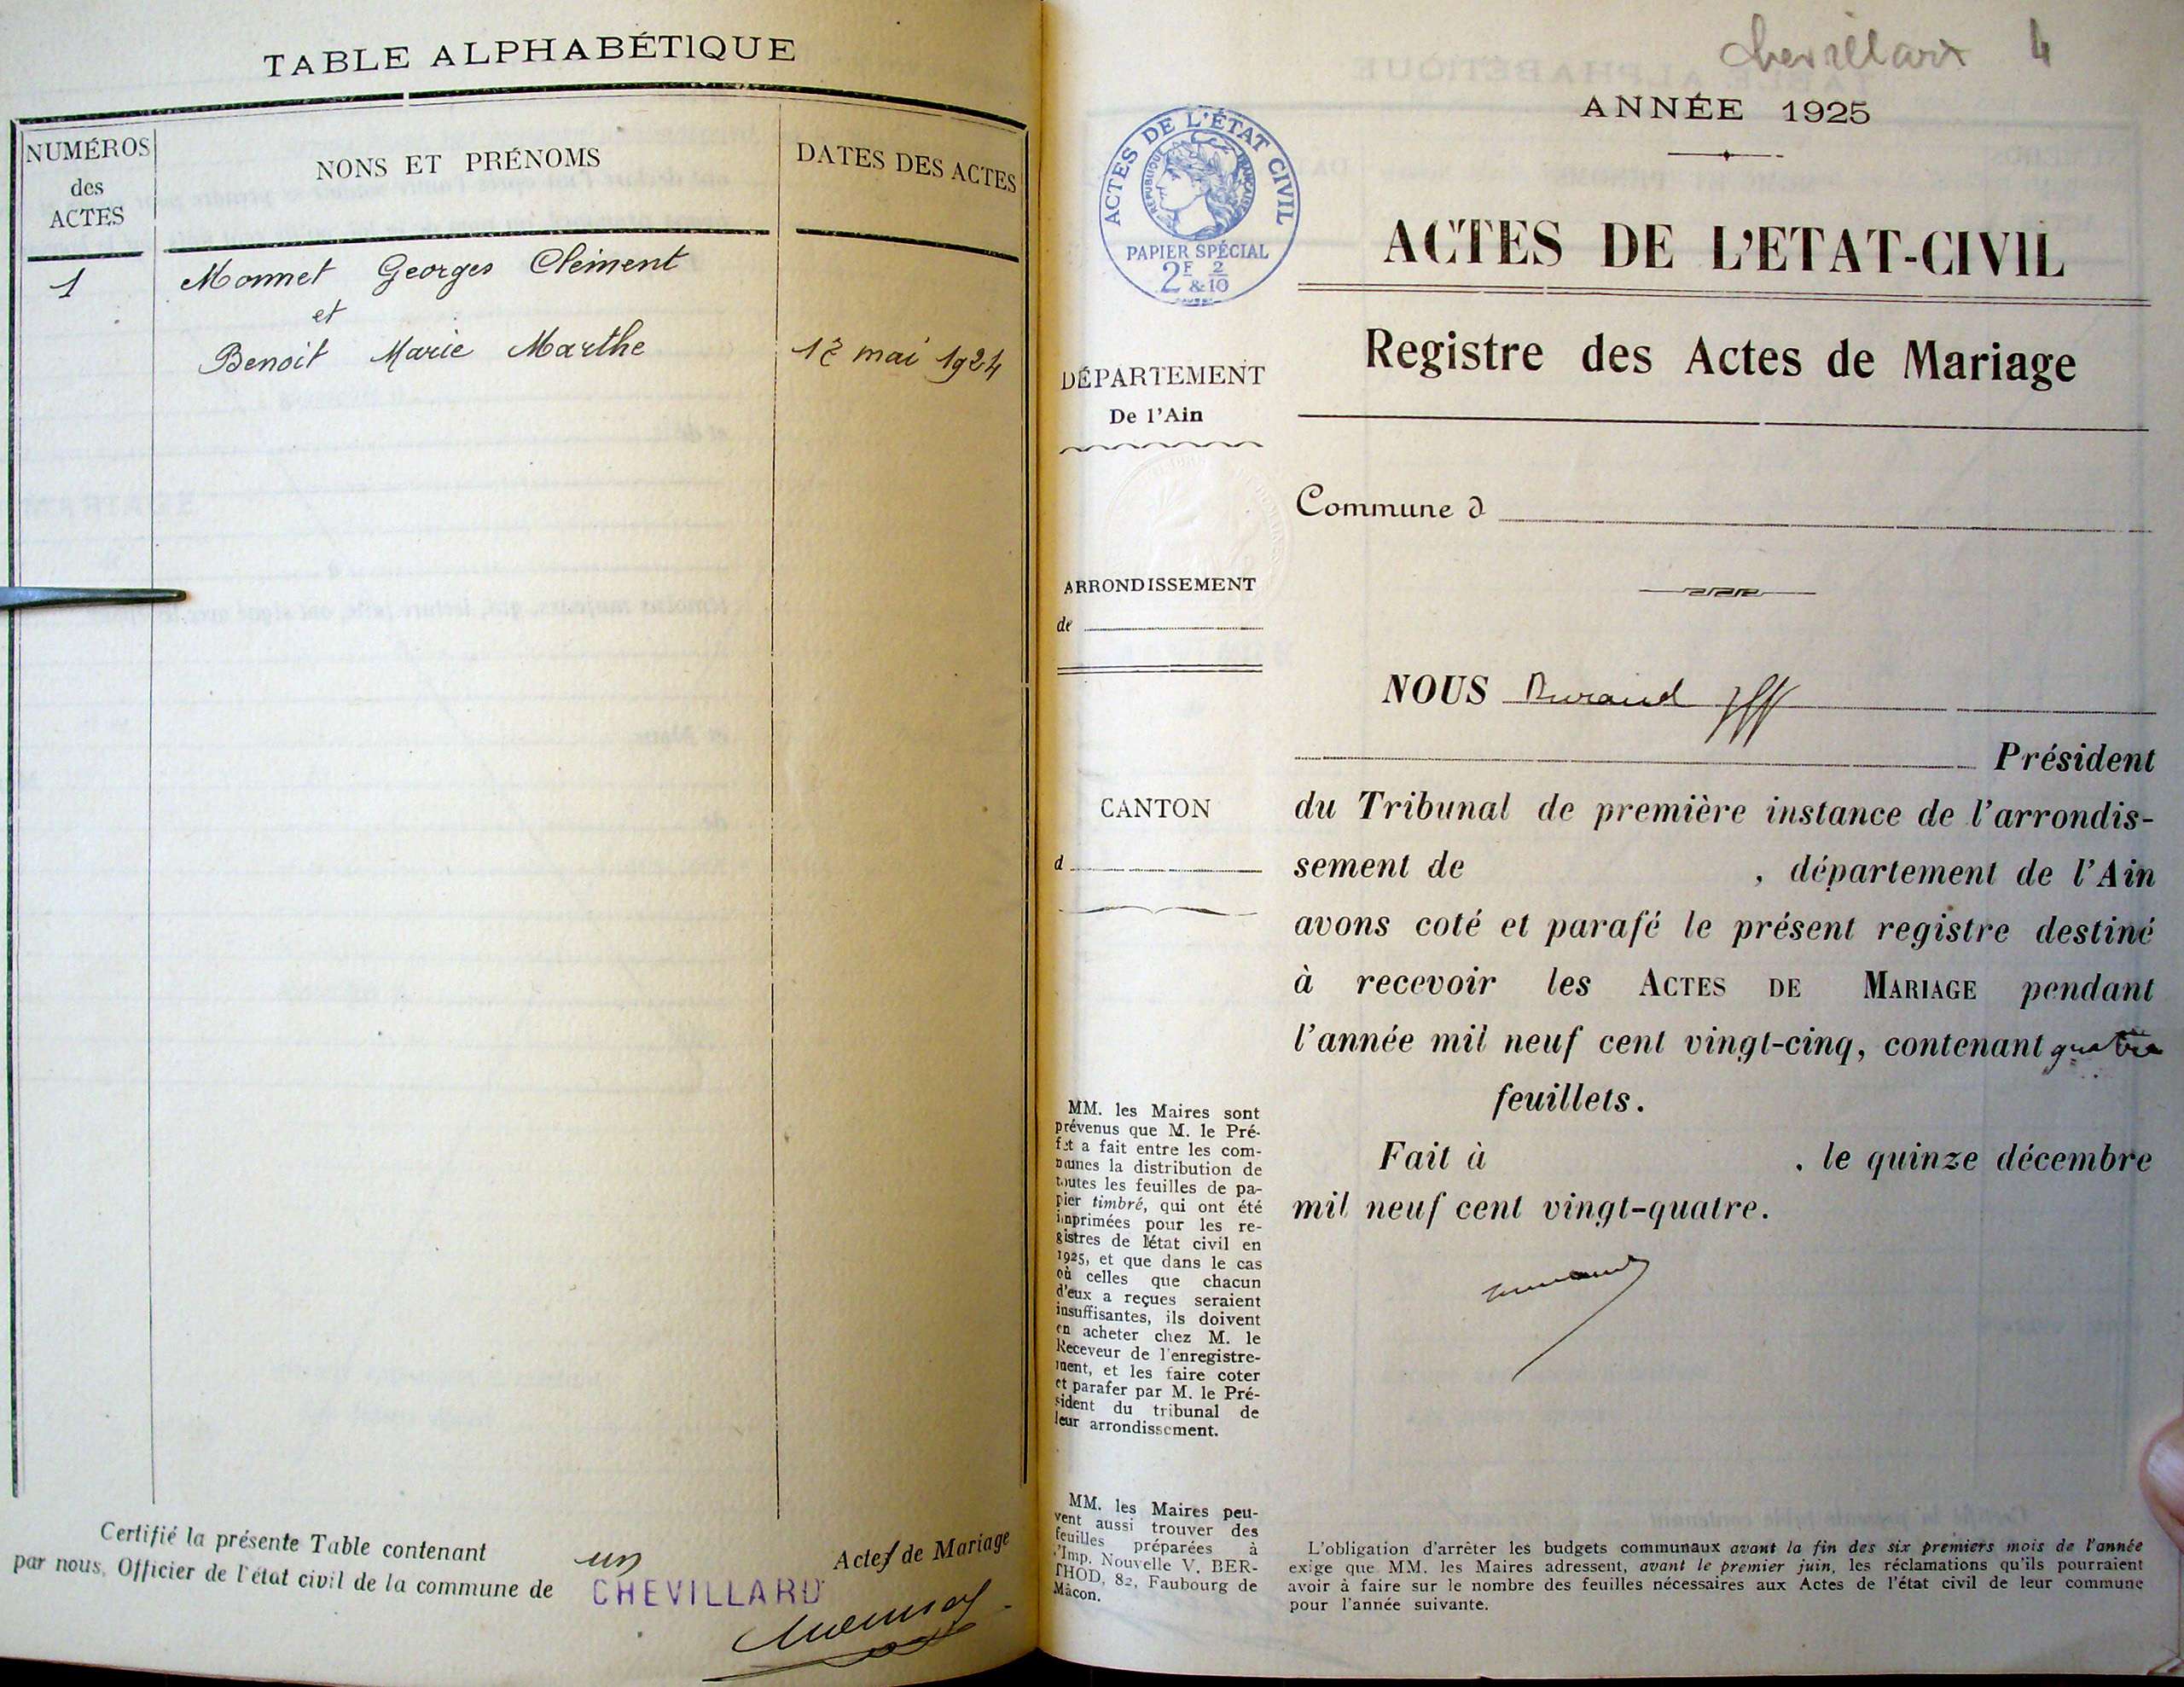 TABLE ALPHABÉTIQUE
NUMÉROS
des
ACTES
NONS ET PRÉNOMS
DATES DES ACTES
1
Monnet Georges Clément
et
Benoit Marie Marthe
mai 1924
Certifié la présente Table contenant un Actes de Mariage
par nous, Officier de l'état civil de la commune de CHEVILLARD
Chevillard 4
ANNÉE 1925
ACTES DE L'ÉTAT CIVIL
RÉPUBLIQUE FRANÇAISE
PAPIER SPÉCIAL
2F & 2/10
ACTES DE L'ETAT-CIVIL
Registre des Actes de Mariage
DÉPARTEMENT
De l'Ain
Commune d
ARRONDISSEMENT
de
CANTON
d
NOUS Durand
Président
du Tribunal de première instance de l'arrondis-
sement de , département de l'Ain
avons coté et parafé le présent registre destiné
à recevoir les ACTES DE MARIAGE pendant
l'année mil neuf cent vingt-cinq, contenant quatre
feuillets.
Fait à , le quinze décembre
mil neuf cent vingt-quatre.
MM. les Maires sont
prévenus que M. le Pré-
fet a fait entre les com-
munes la distribution de
toutes les feuilles de pa-
pier timbré, qui ont été
imprimées pour les re-
gistres de l'état civil en
1925, et que dans le cas
où celles que chacun
d'eux a reçues seraient
insuffisantes, ils doivent
en acheter chez M. le
Receveur de l'enregistre-
ment, et les faire coter
et parafer par M. le Pré-
sident du tribunal de
leur arrondissement.
MM. les Maires peu-
vent aussi trouver des
feuilles préparées à
l'Imp. Nouvelle V. BER-
THOD, 82, Faubourg de
Mâcon.
L'obligation d'arrêter les budgets communaux avant la fin des six premiers mois de l'année
exige que MM. les Maires adressent, avant le premier juin, les réclamations qu'ils pourraient
avoir à faire sur le nombre des feuilles nécessaires aux Actes de l'état civil de leur commune
pour l'année suivante.